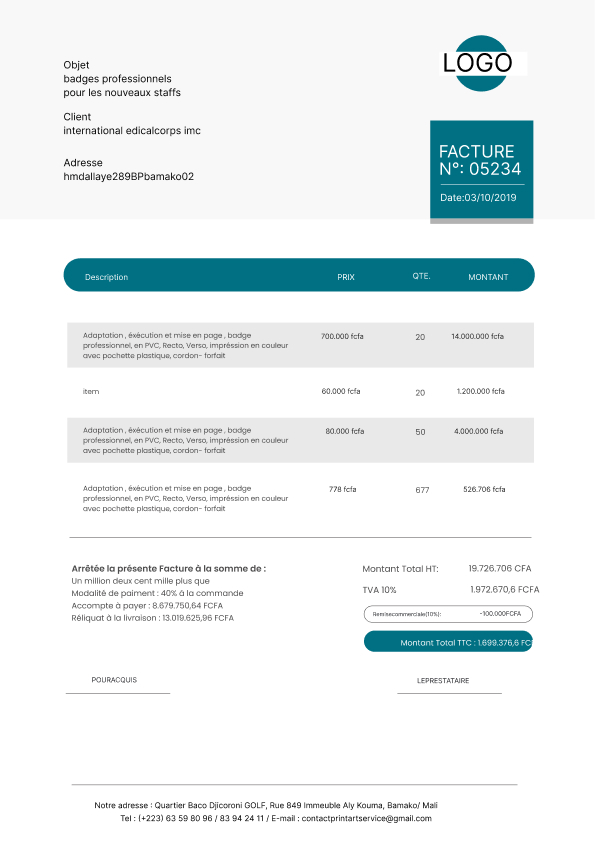 LOGO
Objet
badges professionnels
pour les nouveaux staffs
Client
international edicalcorps imc
Adresse
hmdallaye289BPbamako02
FACTURE
N°: 05234
Date:03/10/2019
Description PRIX QTE. MONTANT
Adaptation , éxécution et mise en page , badge
professionnel, en PVC, Recto, Verso, impréssion en couleur
avec pochette plastique, cordon- forfait
700.000 fcfa 20 14.000.000 fcfa
item 60.000 fcfa 20 1.200.000 fcfa
Adaptation , éxécution et mise en page , badge
professionnel, en PVC, Recto, Verso, impréssion en couleur
avec pochette plastique, cordon- forfait
80.000 fcfa 50 4.000.000 fcfa
Adaptation , éxécution et mise en page , badge
professionnel, en PVC, Recto, Verso, impréssion en couleur
avec pochette plastique, cordon- forfait
778 fcfa 677 526.706 fcfa
Arrêtée la présente Facture à la somme de :
Un million deux cent mille plus que
Modalité de paiment : 40% à la commande
Accompte à payer : 8.679.750,64 FCFA
Réliquat à la livraison : 13.019.625,96 FCFA
Montant Total HT: 19.726.706 CFA
TVA 10% 1.972.670,6 FCFA
Remisecommerciale(10%): -100.000FCFA
Montant Total TTC : 1.699.376,6 FCF
POURACQUIS
LEPRESTATAIRE
Notre adresse : Quartier Baco Djicoroni GOLF, Rue 849 Immeuble Aly Kouma, Bamako/ Mali
Tel : (+223) 63 59 80 96 / 83 94 24 11 / E-mail : contactprintartservice@gmail.com